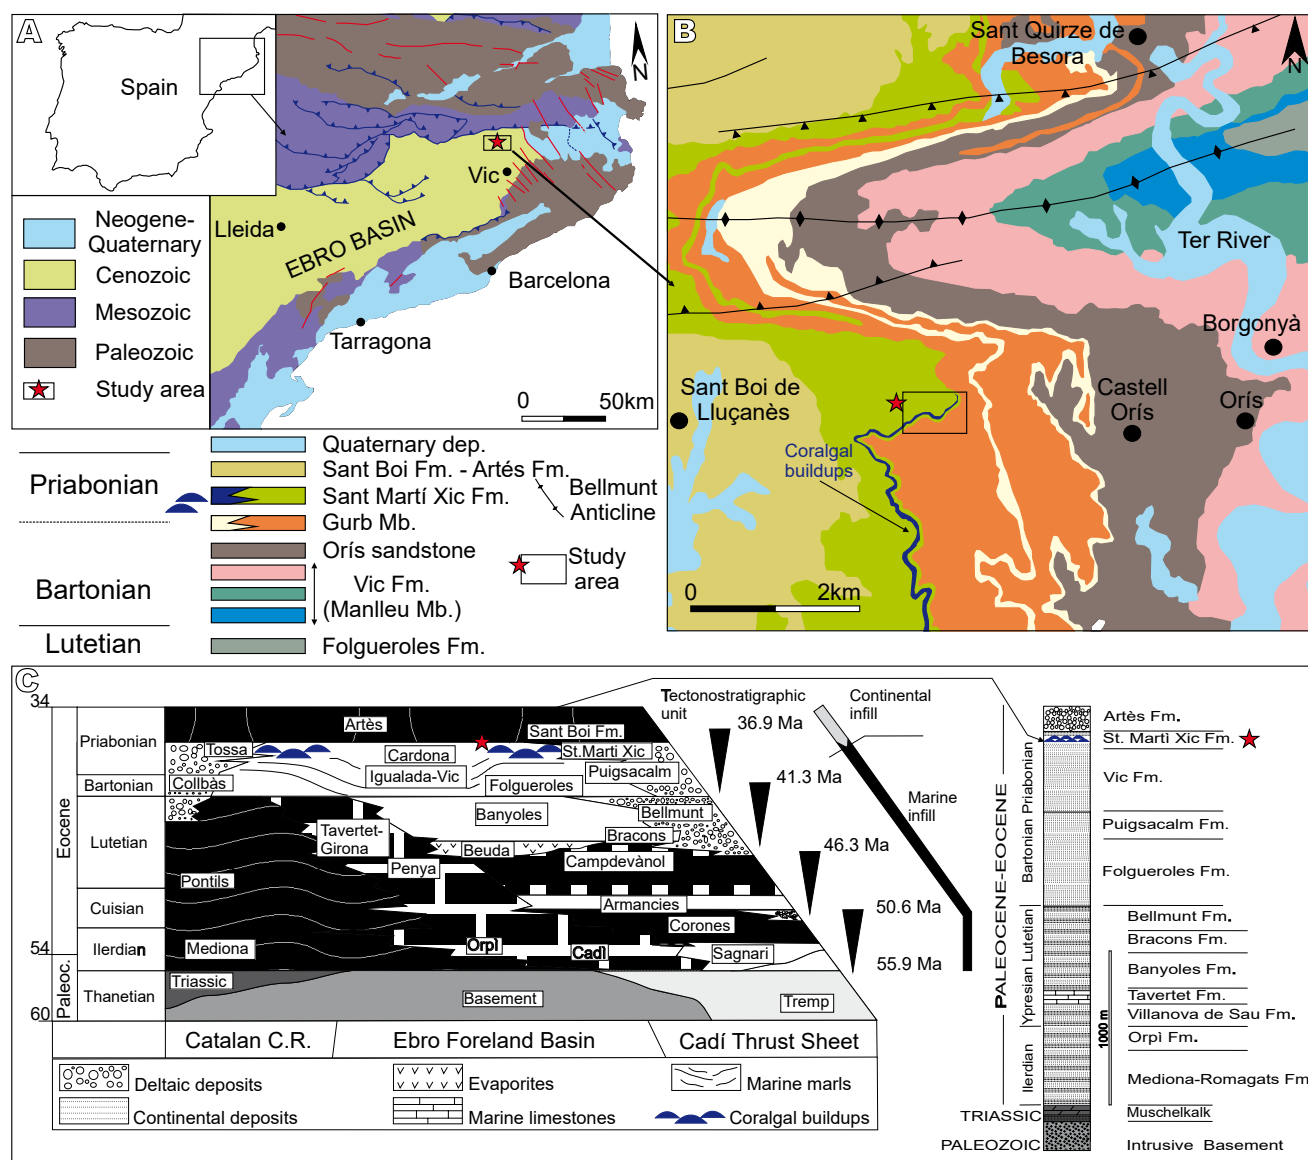 A
Spain
N
Vic
Lleida
EBRO BASIN
Barcelona
Tarragona
0 50km
Neogene-
Quaternary
Cenozoic
Mesozoic
Paleozoic
Study area
B
Sant Quirze de
Besora
N
Ter River
Borgonyà
Sant Boi de
Lluçanès
Castell
Orís
Orís
Coralgal
buildups
0 2km
Priabonian
Bartonian
Lutetian
Quaternary dep.
Sant Boi Fm. - Artés Fm.
Sant Martí Xic Fm.
Gurb Mb.
Orís sandstone
Vic Fm.
(Manlleu Mb.)
Folgueroles Fm.
Bellmunt
Anticline
Study
area
C
34
54
60
Eocene
Paleoc.
Priabonian
Bartonian
Lutetian
Cuisian
Ilerdian
Thanetian
Artès
Sant Boi Fm.
Tossa
Cardona
St.Marti Xic
Collbàs
Igualada-Vic
Puigsacalm
Folgueroles
Banyoles
Bellmunt
Tavertet-
Girona
Bracons
Beuda
Campdevànol
Penya
Pontils
Armancies
Corones
Mediona
Orpì
Cadì
Sagnari
Triassic
Basement
Tremp
Catalan C.R.
Ebro Foreland Basin
Cadí Thrust Sheet
Deltaic deposits
Continental deposits
Evaporites
Marine limestones
Marine marls
Coralgal buildups
Tectonostratigraphic
unit
36.9 Ma
41.3 Ma
46.3 Ma
50.6 Ma
55.9 Ma
Continental
infill
Marine
infill
PALEOCENE-EOCENE
Bartonian Priabonian
Ypresian Lutetian
Ilerdian
TRIASSIC
PALEOZOIC
1000 m
Artès Fm.
St. Martì Xic Fm.
Vic Fm.
Puigsacalm Fm.
Folgueroles Fm.
Bellmunt Fm.
Bracons Fm.
Banyoles Fm.
Tavertet Fm.
Villanova de Sau Fm.
Orpì Fm.
Mediona-Romagats Fm
Muschelkalk
Intrusive Basement